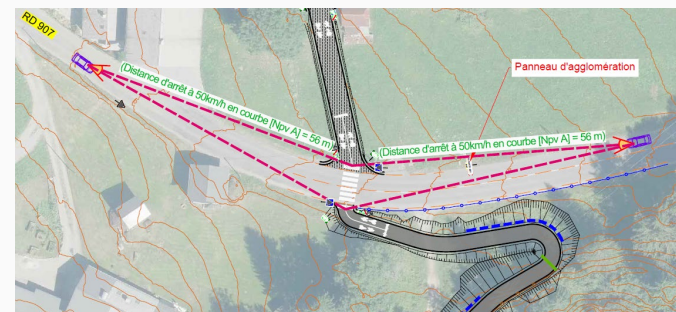 RD 907
(Distance d'arrêt à 50km/h en courbe [Npv A] = 56 m)
Panneau d'agglomération
(Distance d'arrêt à 50km/h en courbe [Npv A] = 56 m)